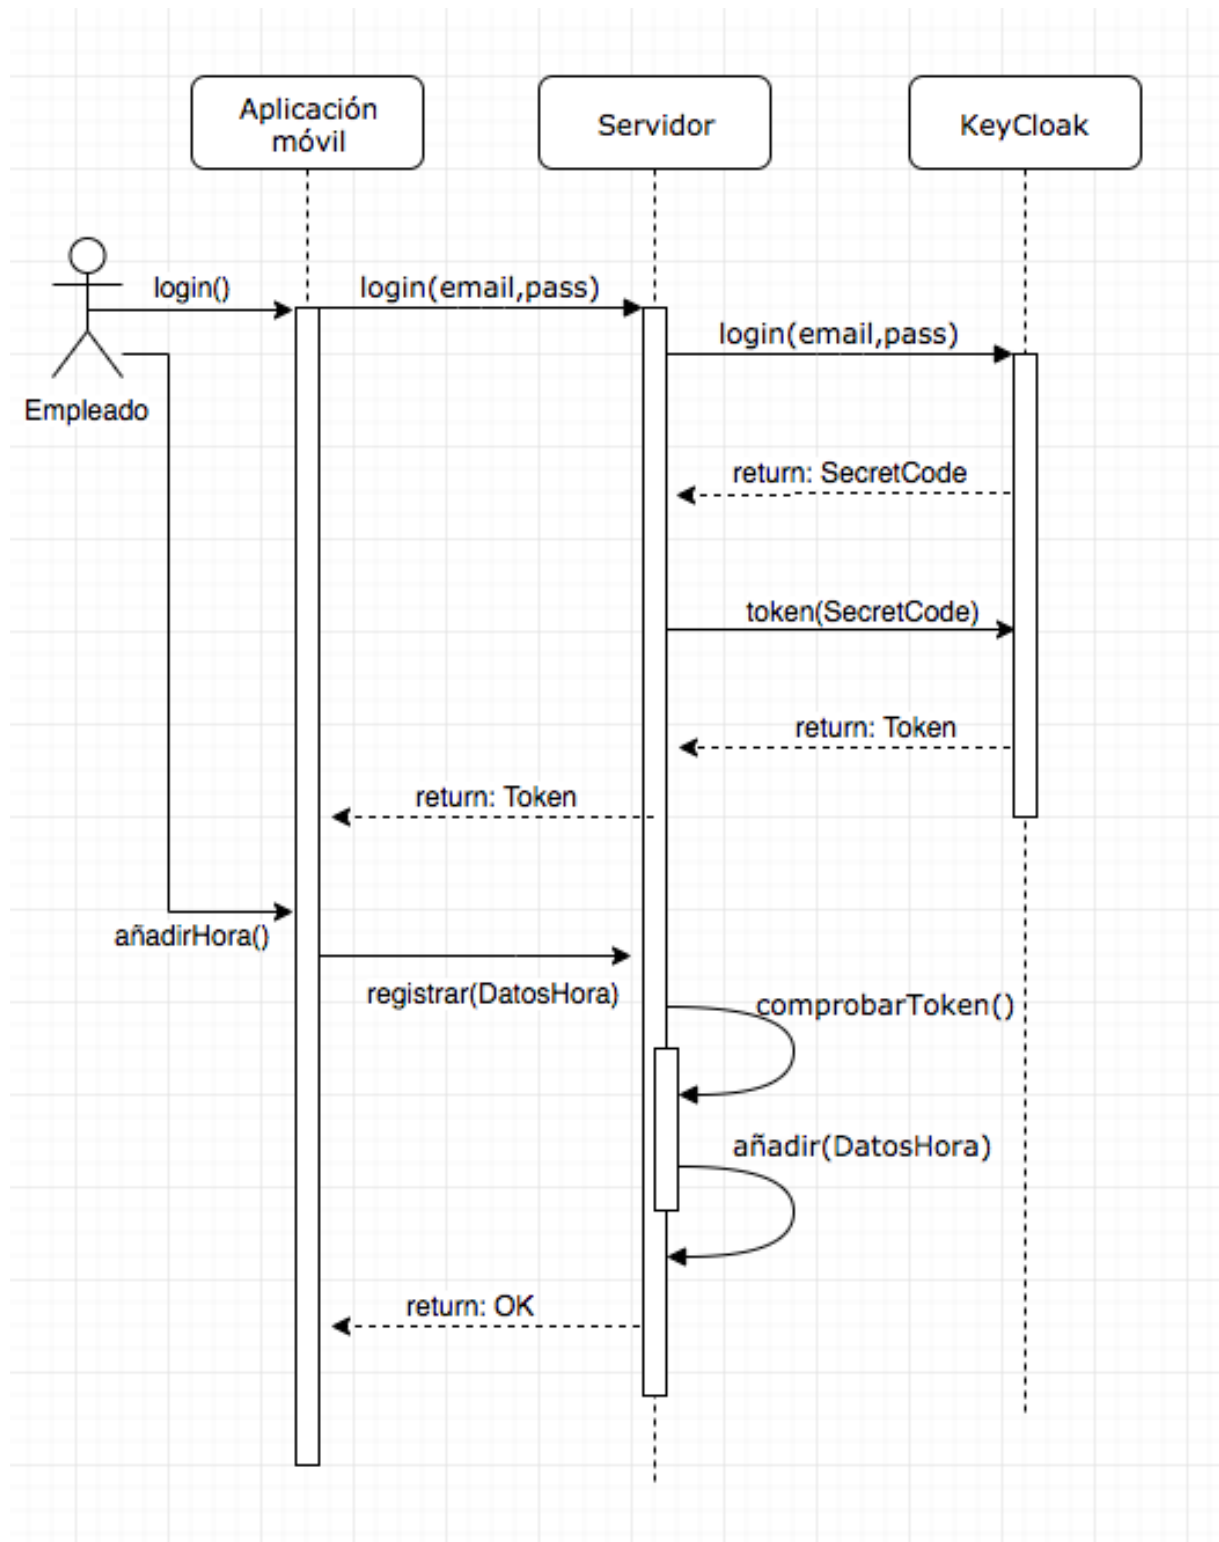 Aplicación
móvil
Servidor
KeyCloak
login()
login(email,pass)
login(email,pass)
Empleado
return: SecretCode
token(SecretCode)
return: Token
return: Token
añadirHora()
registrar(DatosHora)
comprobarToken()
añadir(DatosHora)
return: OK